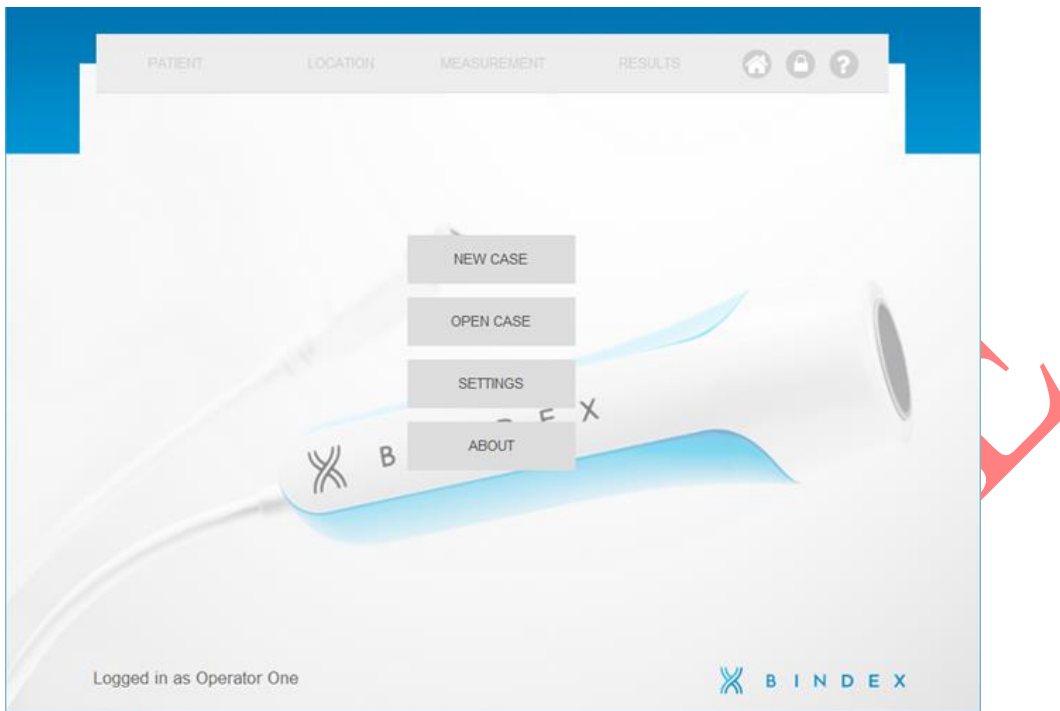 PATIENT LOCATION MEASUREMENT RESULTS ?
NEW CASE
OPEN CASE
SETTINGS
ABOUT
B E X
Logged in as Operator One
BINDEX